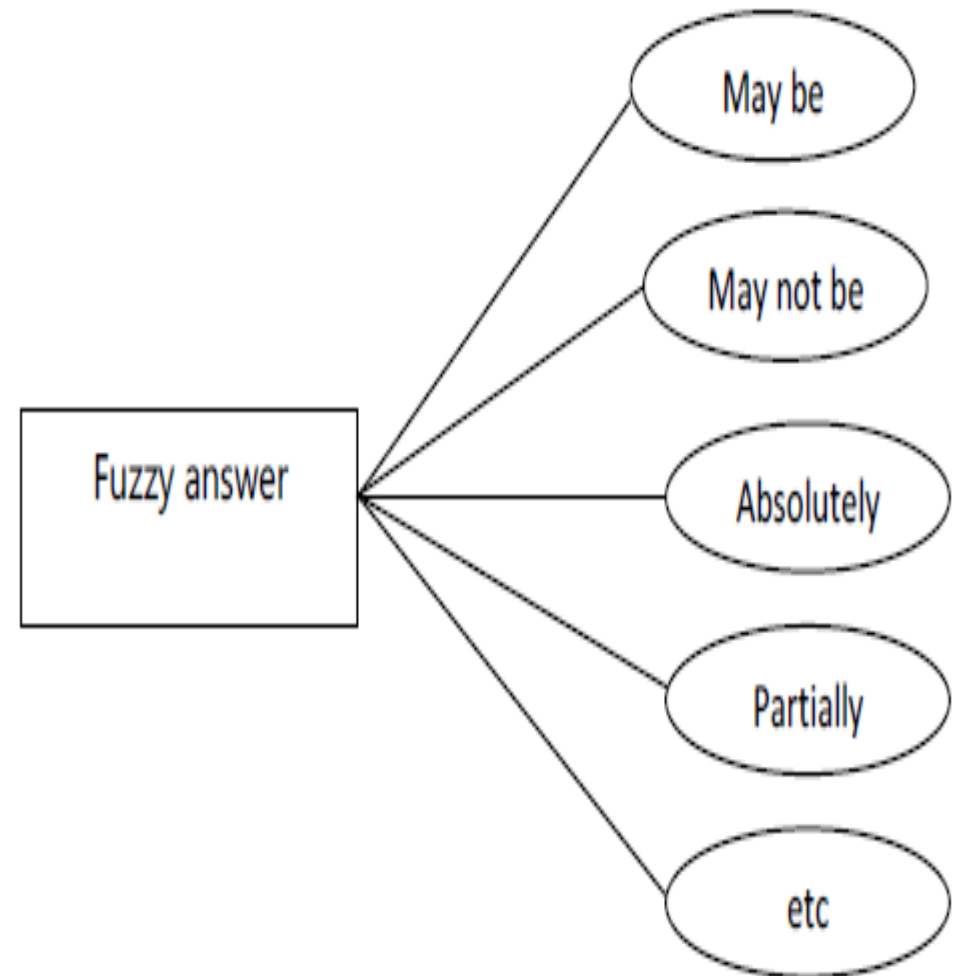 May be
May not be
Fuzzy answer
Absolutely
Partially
etc